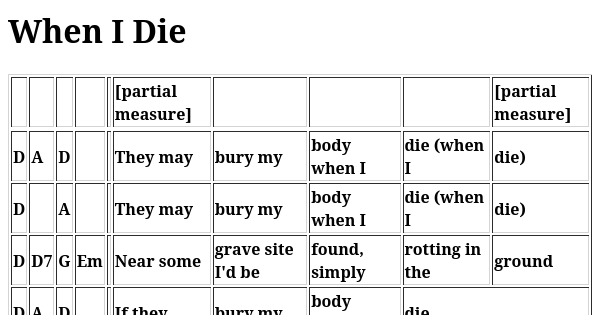 When I Die
[partial measure] [partial measure]
D A D They may bury my body when I die (when I die)
D A They may bury my body when I die (when I die)
D D7 G Em Near some grave site I'd be found, simply rotting in the ground
D A D If they bury my body die